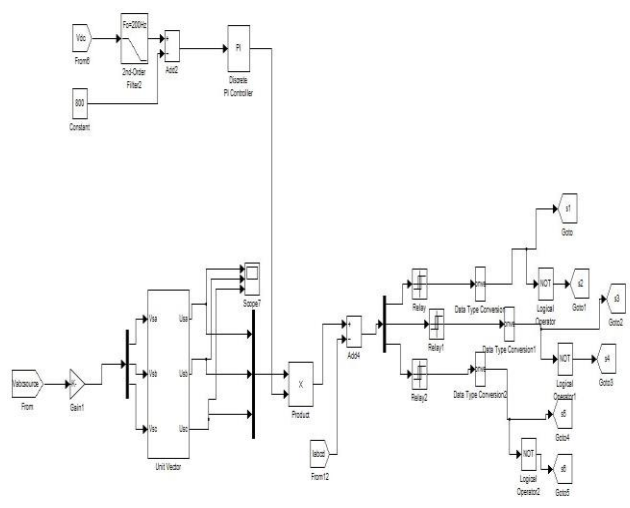 Fo=200Hz
Vdc
From6
2nd-Order
Filter2
+
-
Add2
PI
Discrete
PI Controller
800
Constant
s1
Goto
Scope7
Relay
Data Type Conversion
NOT
Logical
Operator
s2
Goto1
s3
Goto2
Vsa
Usa
Vsb
Usb
Vsc
Usc
Unit Vector
+
-
Add4
Relay1
Data Type Conversion1
Vabcsource
From
-K-
Gain1
X
Product
Relay2
Data Type Conversion2
NOT
Logical
Operator1
s4
Goto3
s5
Goto4
Iabcd
From12
NOT
Logical
Operator2
s6
Goto5